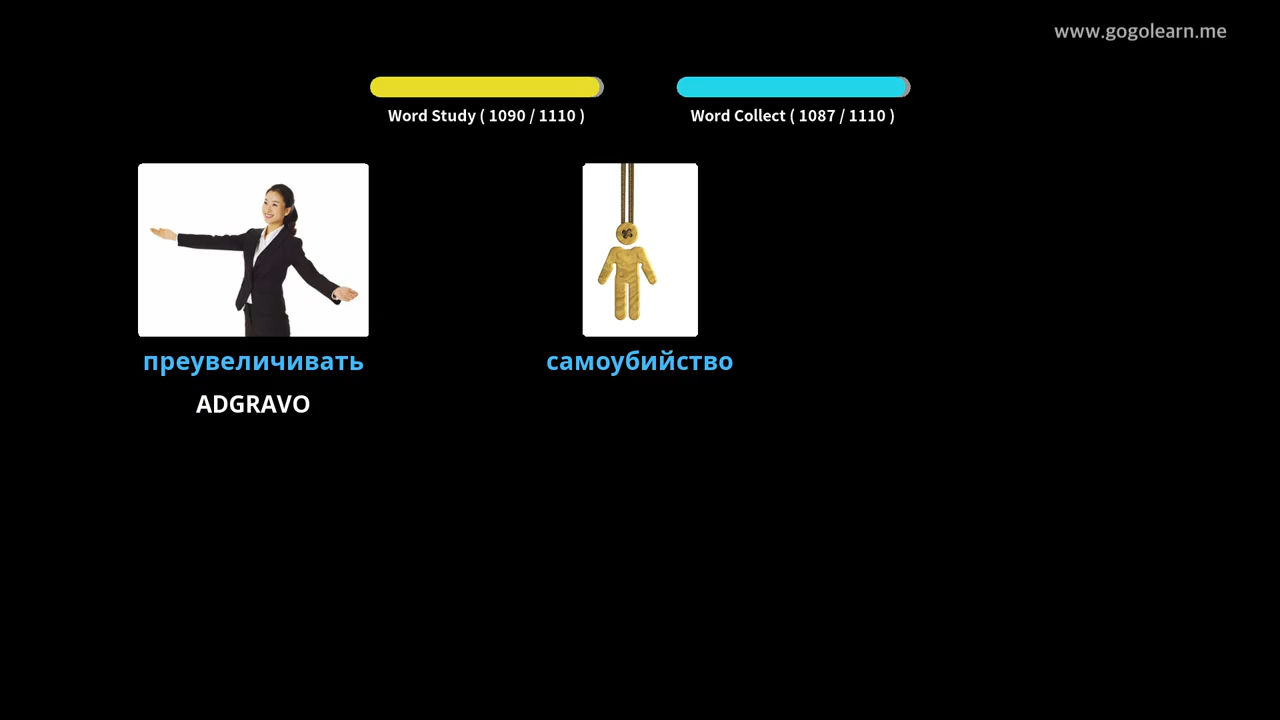 www.gogolearn.me
Word Study ( 1090 / 1110 )
Word Collect ( 1087 / 1110 )
преувеличивать
самоубийство
ADGRAVO